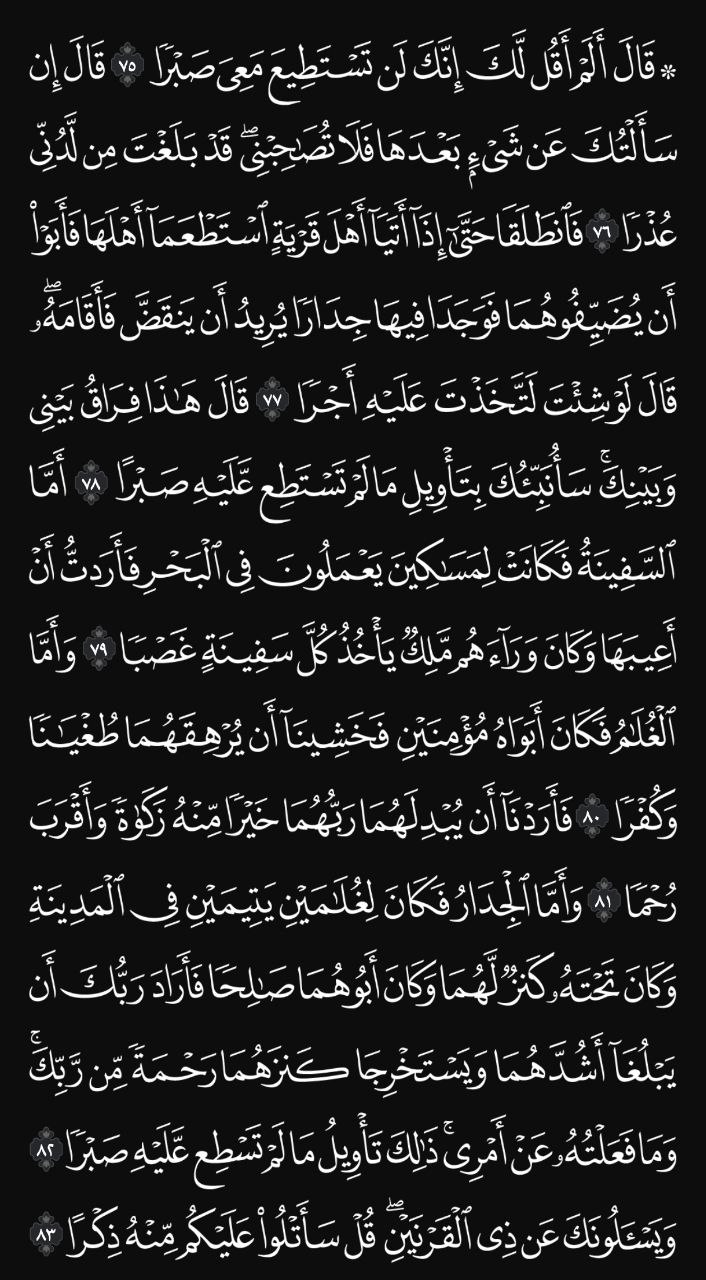 * قَالَ أَلَمْ أَقُل لَّكَ إِنَّكَ لَن تَسْتَطِيعَ مَعِىَ صَبْرًا ٧٥ قَالَ إِن
سَأَلْتُكَ عَن شَىْءٍۭ بَعْدَهَا فَلَا تُصَـٰحِبْنِى ۖ قَدْ بَلَغْتَ مِن لَّدُنِّى
عُذْرًا ٧٦ فَٱنطَلَقَا حَتَّىٰٓ إِذَآ أَتَيَآ أَهْلَ قَرْيَةٍ ٱسْتَطْعَمَآ أَهْلَهَا فَأَبَوْا۟
أَن يُضَيِّفُوهُمَا فَوَجَدَا فِيهَا جِدَارًا يُرِيدُ أَن يَنقَضَّ فَأَقَامَهُۥ ۖ
قَالَ لَوْ شِئْتَ لَتَّخَذْتَ عَلَيْهِ أَجْرًا ٧٧ قَالَ هَـٰذَا فِرَاقُ بَيْنِى
وَبَيْنِكَ ۚ سَأُنَبِّئُكَ بِتَأْوِيلِ مَا لَمْ تَسْتَطِع عَّلَيْهِ صَبْرًا ٧٨ أَمَّا
ٱلسَّفِينَةُ فَكَانَتْ لِمَسَـٰكِينَ يَعْمَلُونَ فِى ٱلْبَحْرِ فَأَرَدتُّ أَنْ
أَعِيبَهَا وَكَانَ وَرَآءَهُم مَّلِكٌ يَأْخُذُ كُلَّ سَفِينَةٍ غَصْبًا ٧٩ وَأَمَّا
ٱلْغُلَـٰمُ فَكَانَ أَبَوَاهُ مُؤْمِنَيْنِ فَخَشِينَآ أَن يُرْهِقَهُمَا طُغْيَـٰنًا
وَكُفْرًا ٨٠ فَأَرَدْنَآ أَن يُبْدِلَهُمَا رَبُّهُمَا خَيْرًا مِّنْهُ زَكَوٰةً وَأَقْرَبَ
رُحْمًا ٨١ وَأَمَّا ٱلْجِدَارُ فَكَانَ لِغُلَـٰمَيْنِ يَتِيمَيْنِ فِى ٱلْمَدِينَةِ
وَكَانَ تَحْتَهُۥ كَنزٌ لَّهُمَا وَكَانَ أَبُوهُمَا صَـٰلِحًا فَأَرَادَ رَبُّكَ أَن
يَبْلُغَآ أَشُدَّهُمَا وَيَسْتَخْرِجَا كَنزَهُمَا رَحْمَةً مِّن رَّبِّكَ ۚ
وَمَا فَعَلْتُهُۥ عَنْ أَمْرِى ۚ ذَٰلِكَ تَأْوِيلُ مَا لَمْ تَسْطِع عَّلَيْهِ صَبْرًا ٨٢
وَيَسْـَٔلُونَكَ عَن ذِى ٱلْقَرْنَيْنِ ۖ قُلْ سَأَتْلُوا۟ عَلَيْكُم مِّنْهُ ذِكْرًا ٨٣